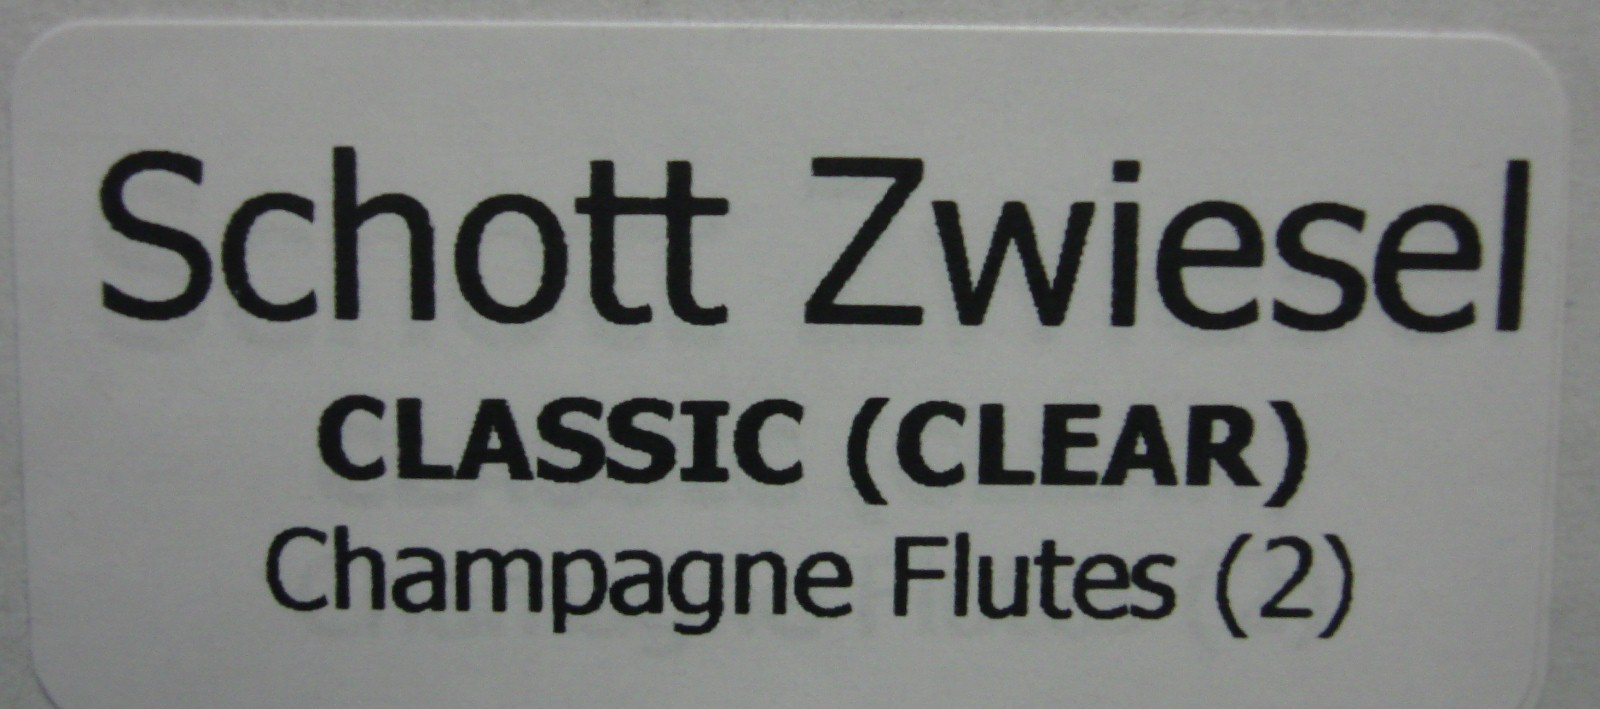 Schott Zwiesel
CLASSIC (CLEAR)
Champagne Flutes (2)